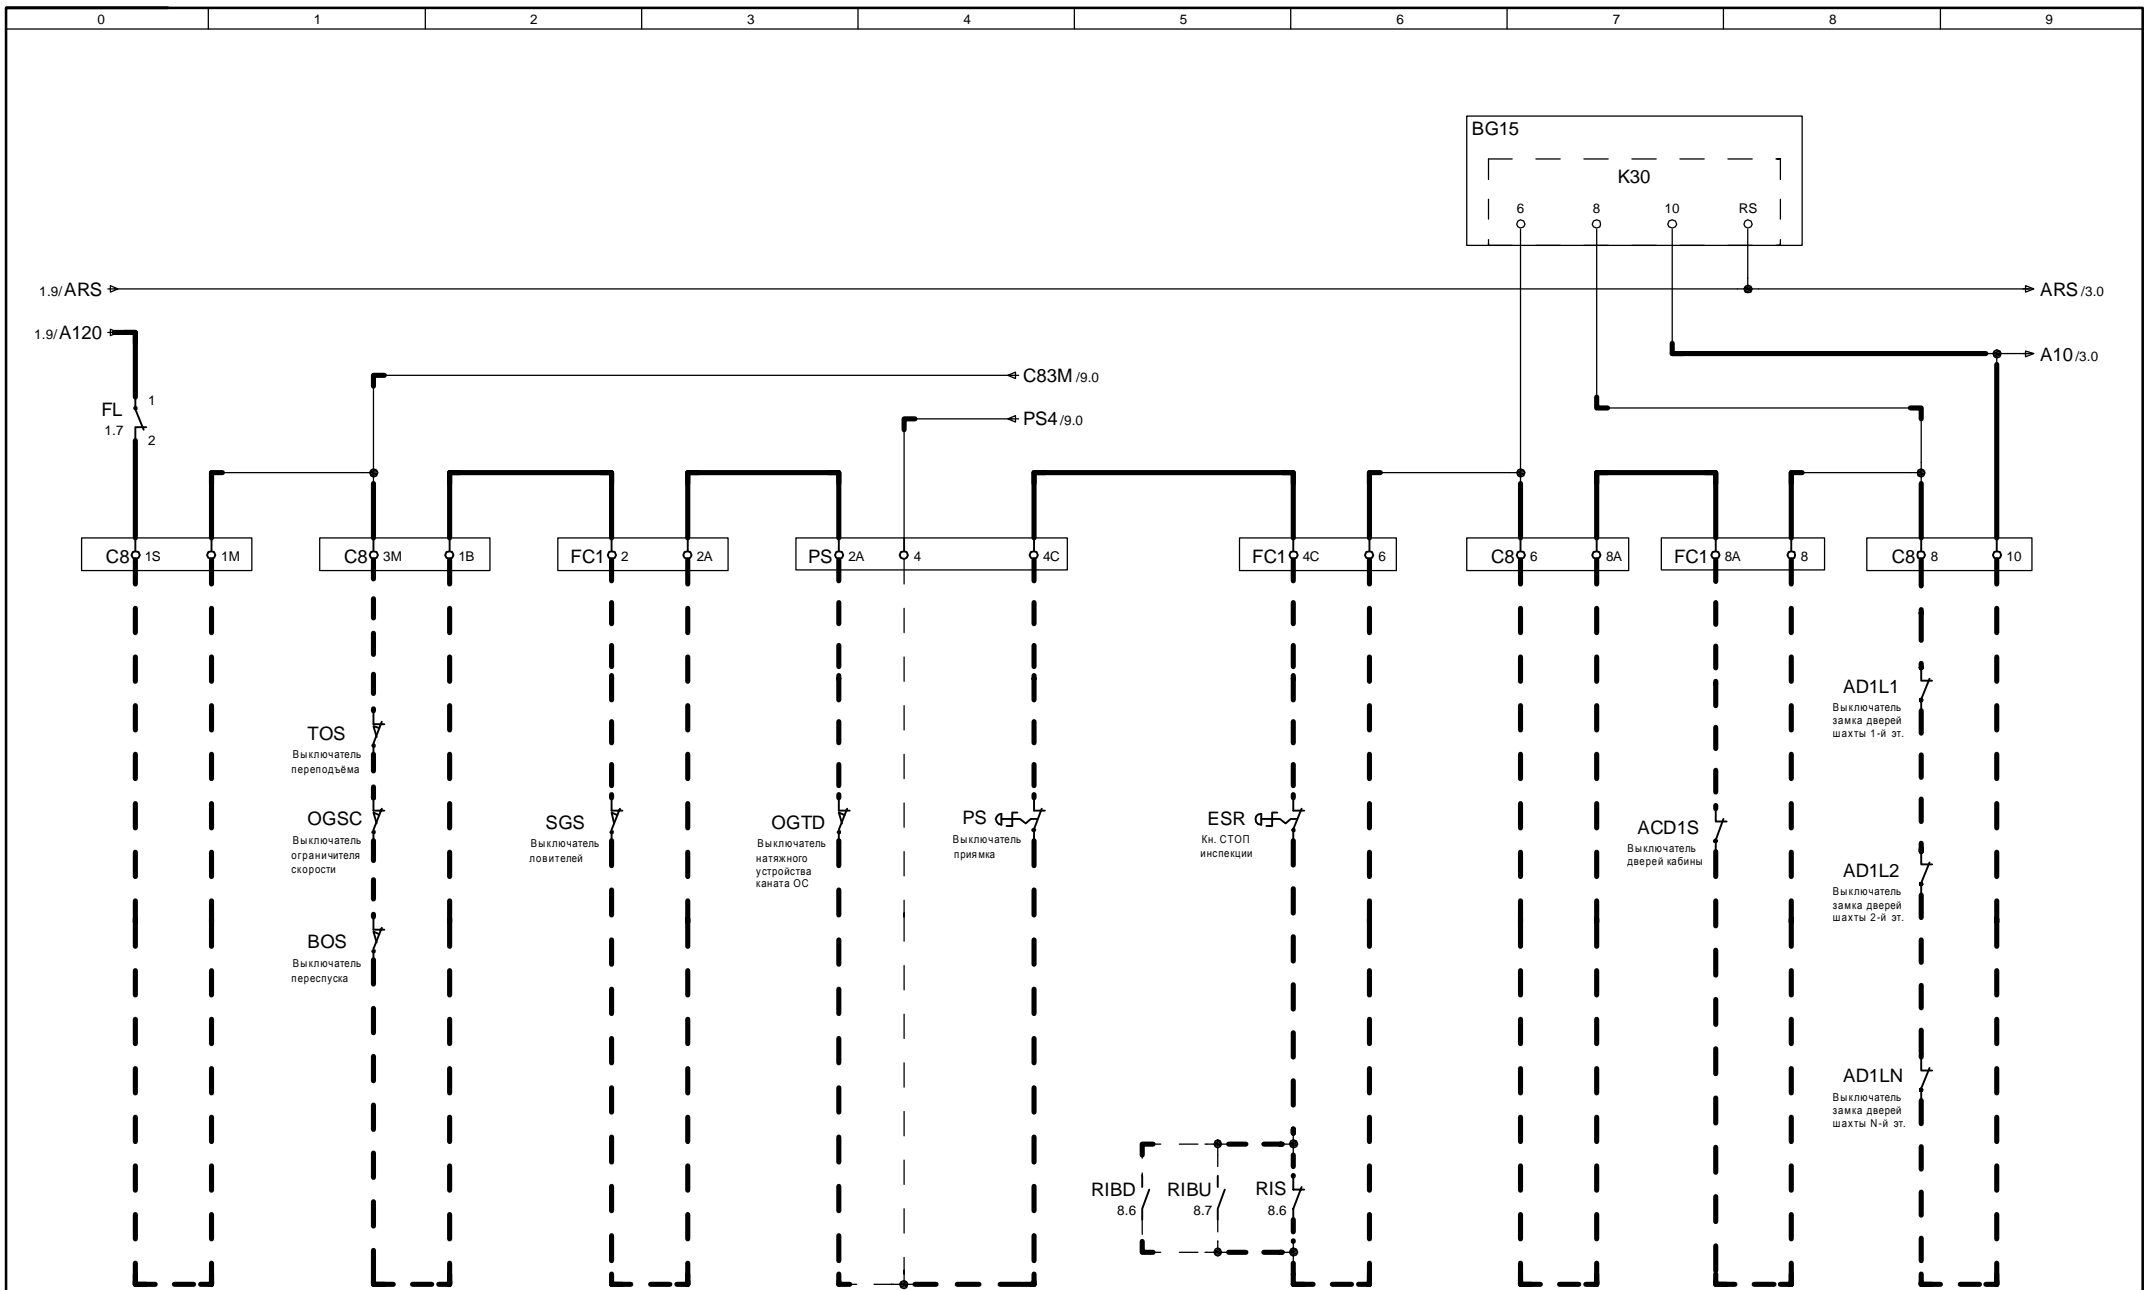 0 1 2 3 4 5 6 7 8 9
BG15
K30
6 8 10 RS
1.9/ARS
ARS/3.0
1.9/A120
A10/3.0
C83M/9.0
PS4/9.0
FL
1.7
1
2
C8 1S 1M
C8 3M 1B
FC1 2 2A
PS 2A 4 4C
FC1 4C 6
C8 6 8A
FC1 8A 8
C8 8 10
TOS
Выключатель
переподъёма
OGSC
Выключатель
ограничителя
скорости
BOS
Выключатель
переспуска
SGS
Выключатель
ловителей
OGTD
Выключатель
натяжного
устройства
каната ОС
PS
Выключатель
приямка
ESR
Кн. СТОП
инспекции
RIBD
8.6
RIBU
8.7
RIS
8.6
ACD1S
Выключатель
дверей кабины
AD1L1
Выключатель
замка дверей
шахты 1-й эт.
AD1L2
Выключатель
замка дверей
шахты 2-й эт.
AD1LN
Выключатель
замка дверей
шахты N-й эт.